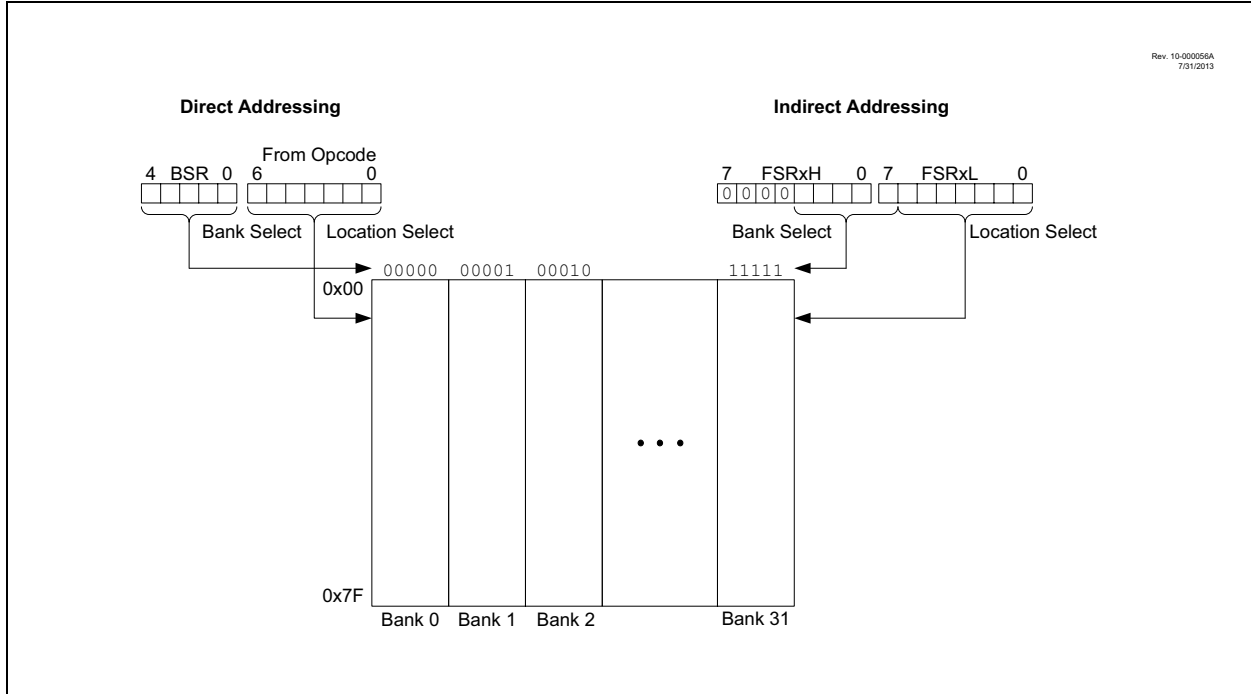 Rev. 10-000056A
7/31/2013
Direct Addressing
Indirect Addressing
From Opcode
4 BSR 0 6 0
7 FSRxH 0 7 FSRxL 0
0 0 0 0
Bank Select Location Select
Bank Select Location Select
00000 00001 00010 11111
0x00
• • •
0x7F
Bank 0 Bank 1 Bank 2 Bank 31